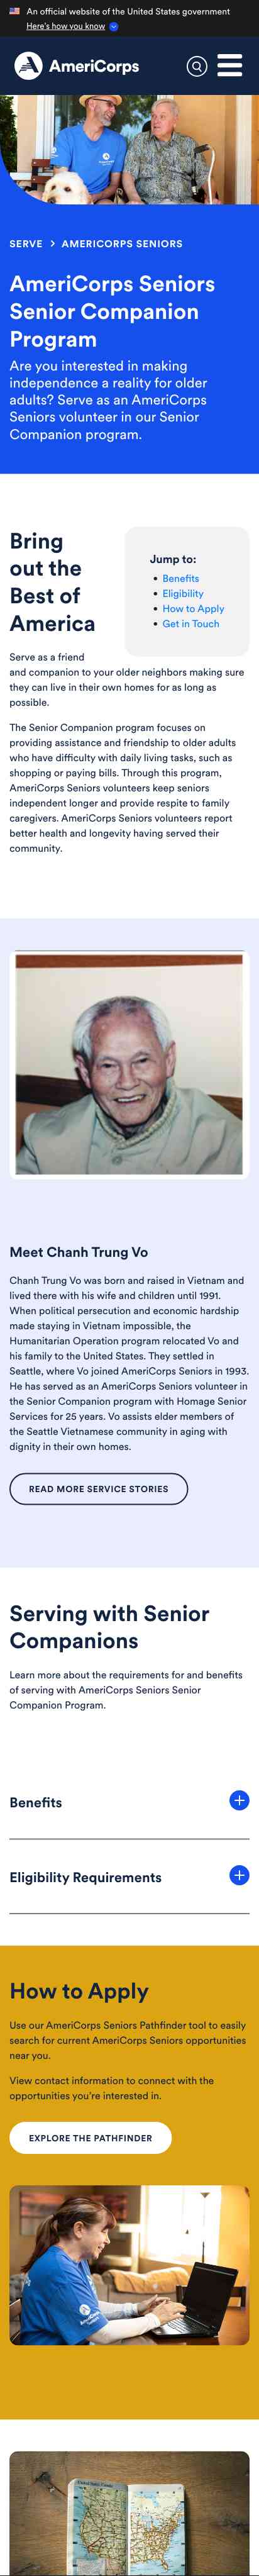 An official website of the United States government
Here's how you know
AmeriCorps
SERVE > AMERICORPS SENIORS
AmeriCorps Seniors
Senior Companion
Program
Are you interested in making
independence a reality for older
adults? Serve as an AmeriCorps
Seniors volunteer in our Senior
Companion program.
Bring
out the
Best of
America
Jump to:
Benefits
Eligibility
How to Apply
Get in Touch
Serve as a friend
and companion to your older neighbors making sure
they can live in their own homes for as long as
possible.
The Senior Companion program focuses on
providing assistance and friendship to older adults
who have difficulty with daily living tasks, such as
shopping or paying bills. Through this program,
AmeriCorps Seniors volunteers keep seniors
independent longer and provide respite to family
caregivers. AmeriCorps Seniors volunteers report
better health and longevity having served their
community.
Meet Chanh Trung Vo
Chanh Trung Vo was born and raised in Vietnam and
lived there with his wife and children until 1991.
When political persecution and economic hardship
made staying in Vietnam impossible, the
Humanitarian Operation program relocated Vo and
his family to the United States. They settled in
Seattle, where Vo joined AmeriCorps Seniors in 1993.
He has served as an AmeriCorps Seniors volunteer in
the Senior Companion program with Homage Senior
Services for 25 years. Vo assists elder members of
the Seattle Vietnamese community in aging with
dignity in their own homes.
READ MORE SERVICE STORIES
Serving with Senior
Companions
Learn more about the requirements for and benefits
of serving with AmeriCorps Seniors Senior
Companion Program.
Benefits
Eligibility Requirements
How to Apply
Use our AmeriCorps Seniors Pathfinder tool to easily
search for current AmeriCorps Seniors opportunities
near you.
View contact information to connect with the
opportunities you're interested in.
EXPLORE THE PATHFINDER